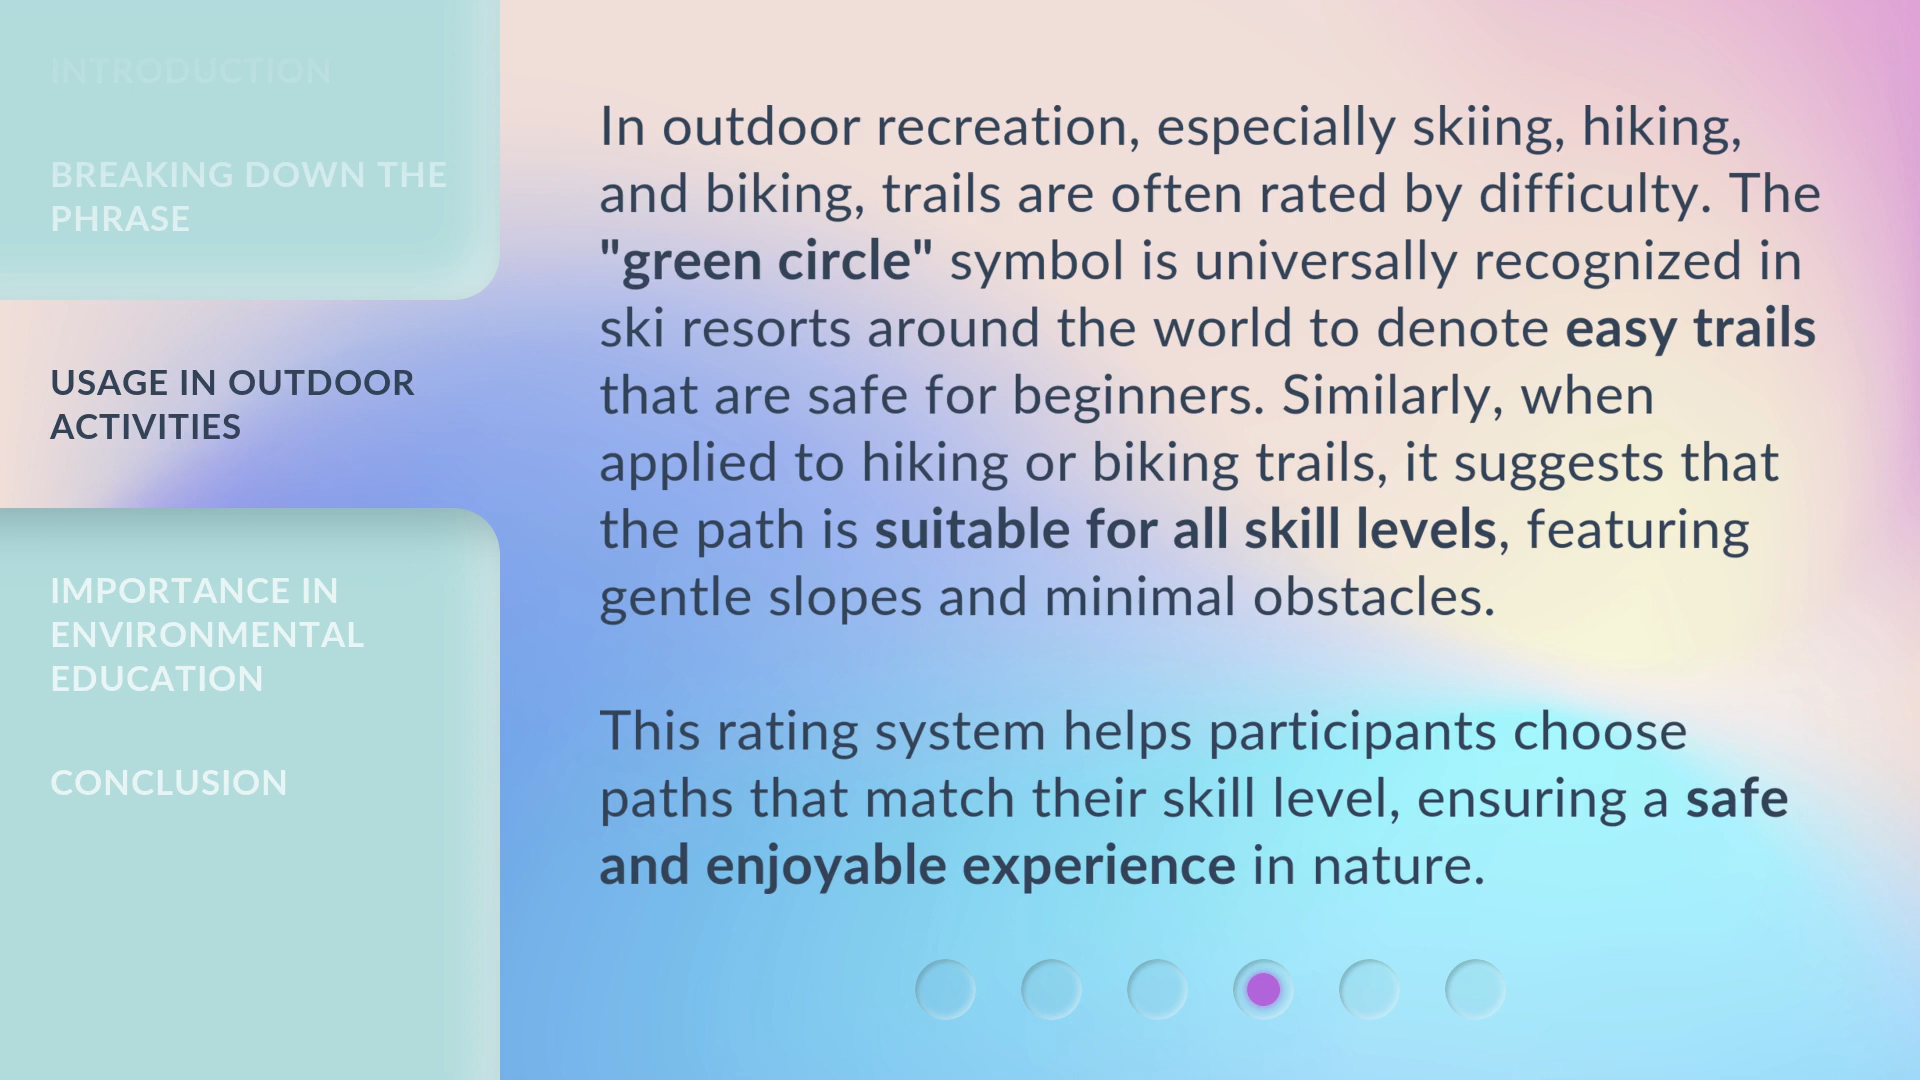 INTRODUCTION
BREAKING DOWN THE
PHRASE
USAGE IN OUTDOOR
ACTIVITIES
IMPORTANCE IN
ENVIRONMENTAL
EDUCATION
CONCLUSION
In outdoor recreation, especially skiing, hiking,
and biking, trails are often rated by difficulty. The
"green circle" symbol is universally recognized in
ski resorts around the world to denote easy trails
that are safe for beginners. Similarly, when
applied to hiking or biking trails, it suggests that
the path is suitable for all skill levels, featuring
gentle slopes and minimal obstacles.
This rating system helps participants choose
paths that match their skill level, ensuring a safe
and enjoyable experience in nature.